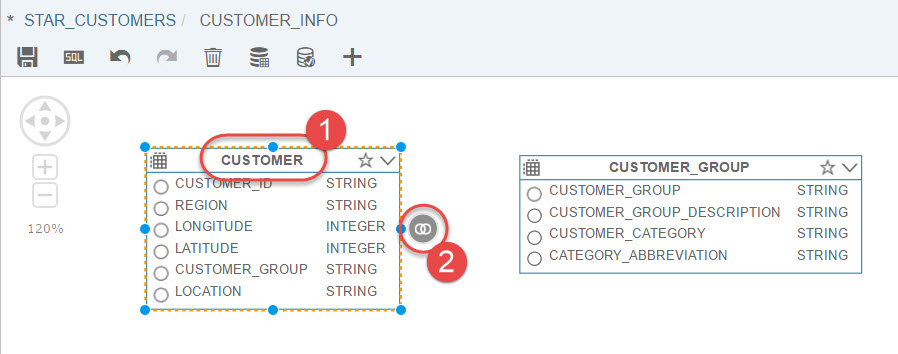 * STAR_CUSTOMERS / CUSTOMER_INFO
SQL
1
CUSTOMER
CUSTOMER_ID STRING
REGION STRING
LONGITUDE INTEGER
LATITUDE INTEGER
CUSTOMER_GROUP STRING
LOCATION STRING
2
CUSTOMER_GROUP
CUSTOMER_GROUP STRING
CUSTOMER_GROUP_DESCRIPTION STRING
CUSTOMER_CATEGORY STRING
CATEGORY_ABBREVIATION STRING
120%